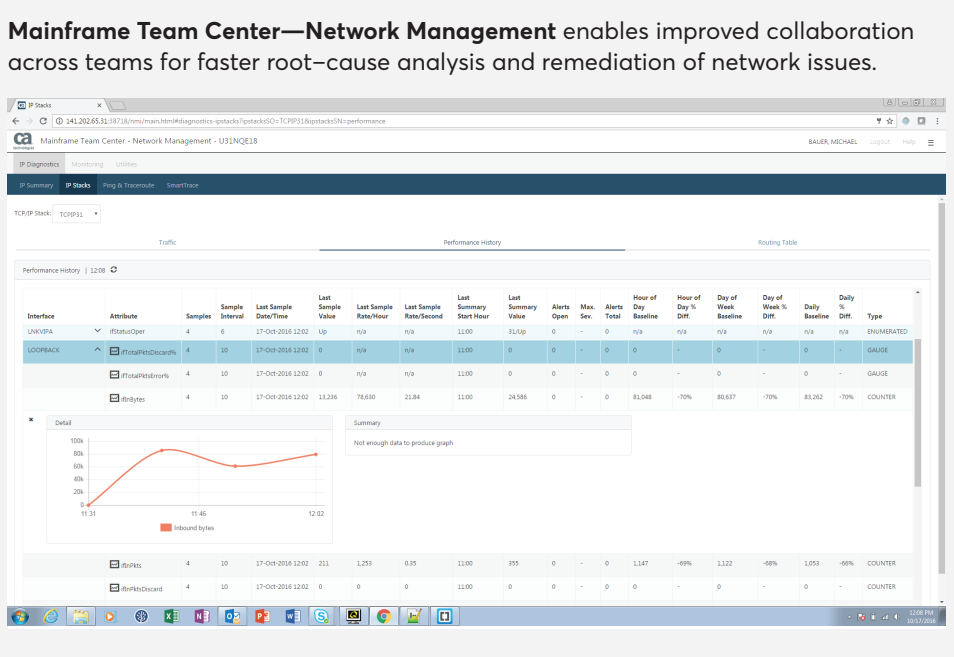 Mainframe Team Center—Network Management enables improved collaboration
across teams for faster root–cause analysis and remediation of network issues.
IP Stacks
141.202.65.31:38718/nmi/main.html#diagnostics-ipstacks?ipstacksSO=TCPIP31&ipstacksSN=performance
ca Mainframe Team Center - Network Management - U31NQE18 BAUER, MICHAEL Logout Help
technologies
IP Diagnostics Monitoring Utilities
IP Summary IP Stacks Ping & Traceroute SmartTrace
TCP/IP Stack: TCPIP31
Traffic Performance History Routing Table
Performance History | 12:08
Last Last Last Hour of Hour of Day of Day of Daily
Sample Last Sample Sample Last Sample Last Sample Summary Summary Alerts Max. Alerts Day Day % Week Week % Daily %
Interface Attribute Samples Interval Date/Time Value Rate/Hour Rate/Second Start Hour Value Open Sev. Total Baseline Diff. Baseline Diff. Baseline Diff. Type
LNKVIPA ifStatusOper 4 6 17-Oct-2016 12:02 Up n/a n/a 11:00 31/Up 0 - 0 n/a n/a n/a n/a n/a n/a ENUMERATED
LOOPBACK ifTotalPktsDiscard% 4 10 17-Oct-2016 12:02 0 n/a n/a 11:00 0 0 - 0 0 - 0 - 0 - GAUGE
ifTotalPktsError% 4 10 17-Oct-2016 12:02 0 n/a n/a 11:00 0 0 - 0 0 - 0 - 0 - GAUGE
ifInBytes 4 10 17-Oct-2016 12:02 13,236 78,630 21.84 11:00 24,586 0 - 0 81,048 -70% 80,637 -70% 83,262 -70% COUNTER
Detail Summary
Not enough data to produce graph
100k
80k
60k
40k
20k
0
11:31 11:46 12:02
Inbound bytes
ifInPkts 4 10 17-Oct-2016 12:02 211 1,253 0.35 11:00 355 0 - 0 1,147 -69% 1,122 -68% 1,053 -66% COUNTER
ifInPktsDiscard 4 10 17-Oct-2016 12:02 0 0 0 11:00 0 0 - 0 0 - 0 - 0 - COUNTER
12:08 PM
10/17/2016